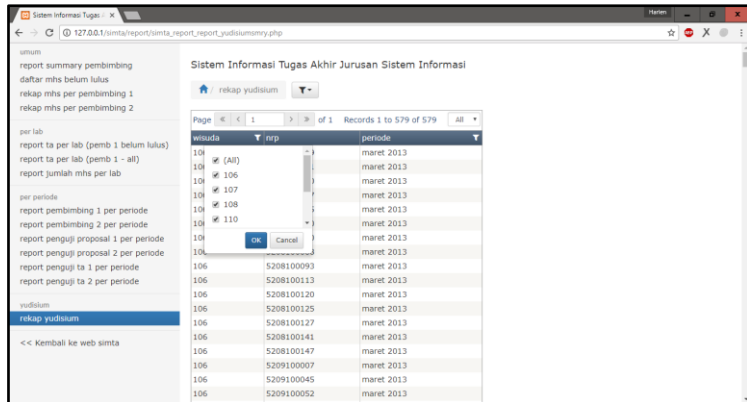 Sistem Informasi Tugas A
Harlen
127.0.0.1/simta/report/simta_report_report_yudisiumsmry.php
umum
report summary pembimbing
daftar mhs belum lulus
rekap mhs per pembimbing 1
rekap mhs per pembimbing 2
per lab
report ta per lab (pemb 1 belum lulus)
report ta per lab (pemb 1 - all)
report jumlah mhs per lab
per periode
report pembimbing 1 per periode
report pembimbing 2 per periode
report penguji proposal 1 per periode
report penguji proposal 2 per periode
report penguji ta 1 per periode
report penguji ta 2 per periode
yudisium
rekap yudisium
<< Kembali ke web simta
Sistem Informasi Tugas Akhir Jurusan Sistem Informasi
/ rekap yudisium
Page « < 1 > » of 1 Records 1 to 579 of 579 All
wisuda nrp periode
maret 2013
maret 2013
maret 2013
maret 2013
maret 2013
maret 2013
maret 2013
maret 2013
(All)
106
107
108
110
OK Cancel
106 5208100093 maret 2013
106 5208100113 maret 2013
106 5208100120 maret 2013
106 5208100125 maret 2013
106 5208100127 maret 2013
106 5208100141 maret 2013
106 5208100147 maret 2013
106 5209100007 maret 2013
106 5209100045 maret 2013
106 5209100052 maret 2013